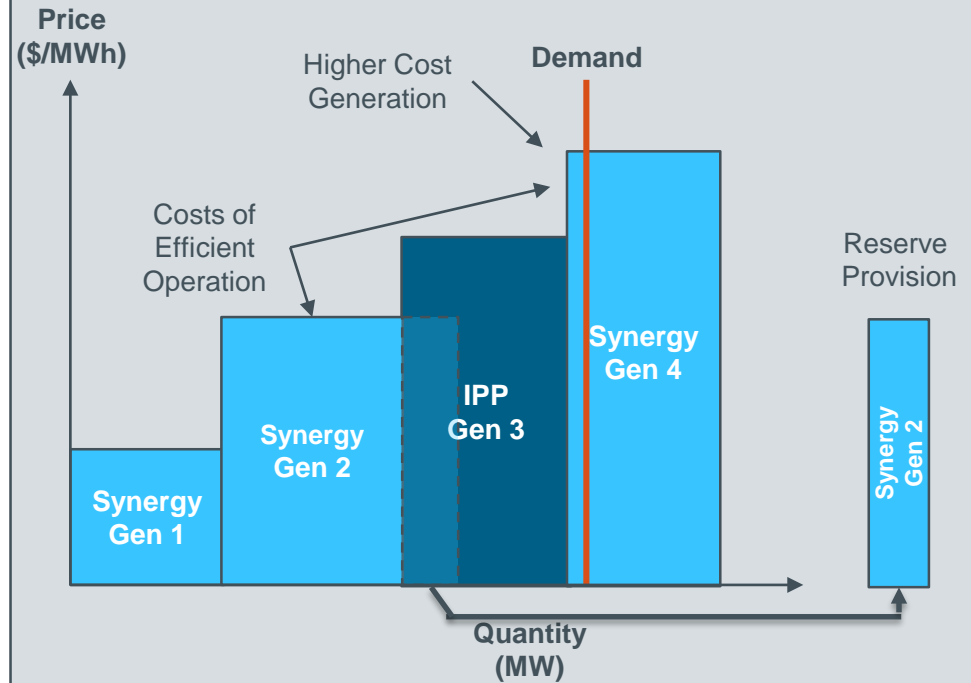 Price
($/MWh)
Higher Cost
Generation
Demand
Costs of
Efficient
Operation
Reserve
Provision
Synergy
Gen 1
Synergy
Gen 2
IPP
Gen 3
Synergy
Gen 4
Synergy
Gen 2
Quantity
(MW)